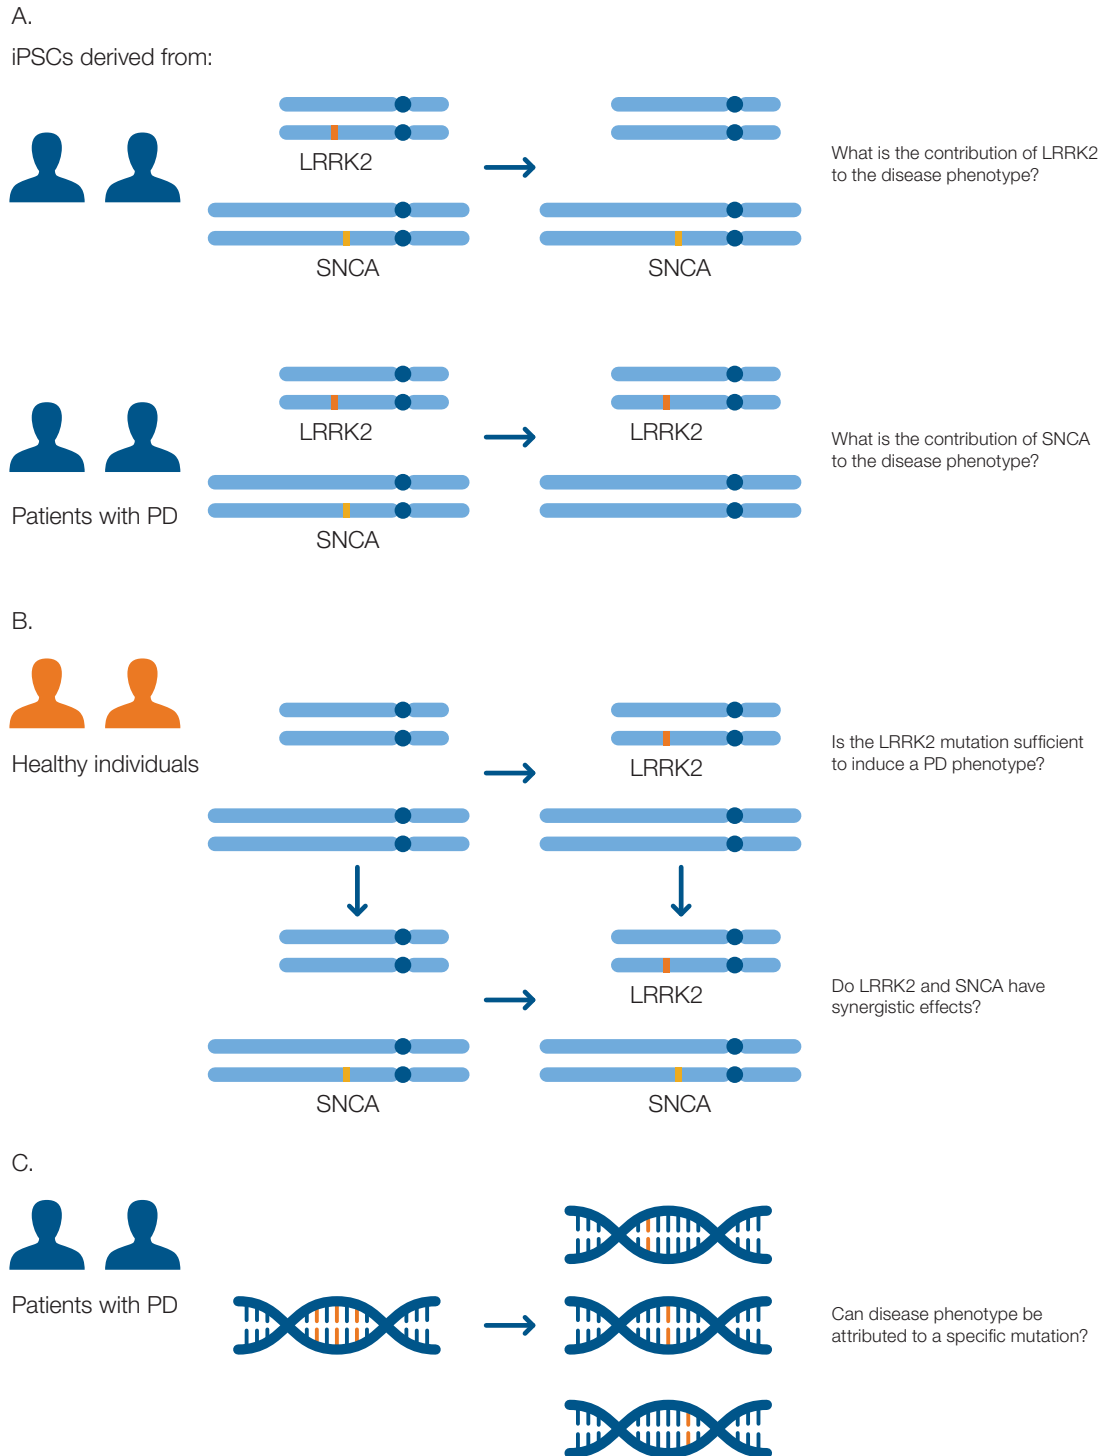 A.
iPSCs derived from:
LRRK2
What is the contribution of LRRK2
to the disease phenotype?
SNCA
SNCA
LRRK2
LRRK2
What is the contribution of SNCA
to the disease phenotype?
Patients with PD
SNCA
B.
Healthy individuals
LRRK2
Is the LRRK2 mutation sufficient
to induce a PD phenotype?
LRRK2
Do LRRK2 and SNCA have
synergistic effects?
SNCA
SNCA
C.
Patients with PD
Can disease phenotype be
attributed to a specific mutation?